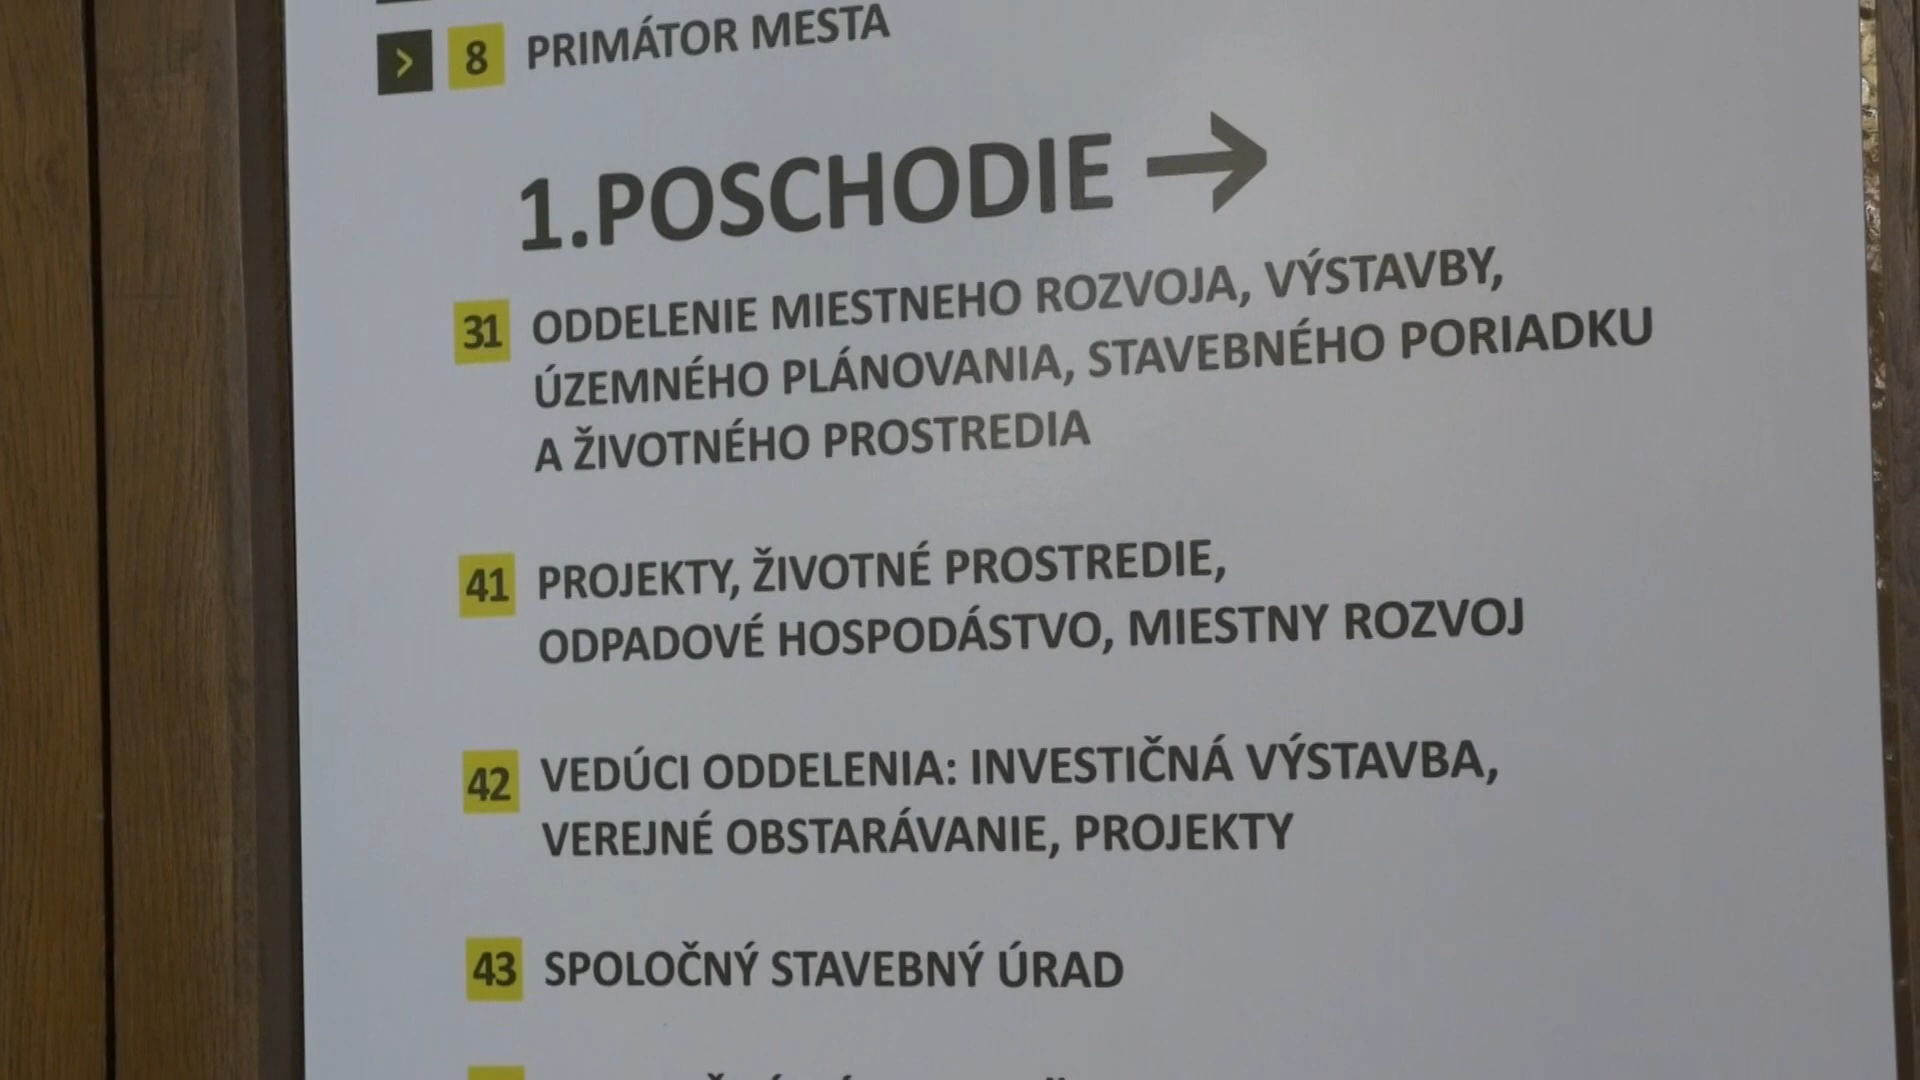 > 8 PRIMÁTOR MESTA
1.POSCHODIE →
31 ODDELENIE MIESTNEHO ROZVOJA, VÝSTAVBY,
ÚZEMNÉHO PLÁNOVANIA, STAVEBNÉHO PORIADKU
A ŽIVOTNÉHO PROSTREDIA
41 PROJEKTY, ŽIVOTNÉ PROSTREDIE,
ODPADOVÉ HOSPODÁSTVO, MIESTNY ROZVOJ
42 VEDÚCI ODDELENIA: INVESTIČNÁ VÝSTAVBA,
VEREJNÉ OBSTARÁVANIE, PROJEKTY
43 SPOLOČNÝ STAVEBNÝ ÚRAD